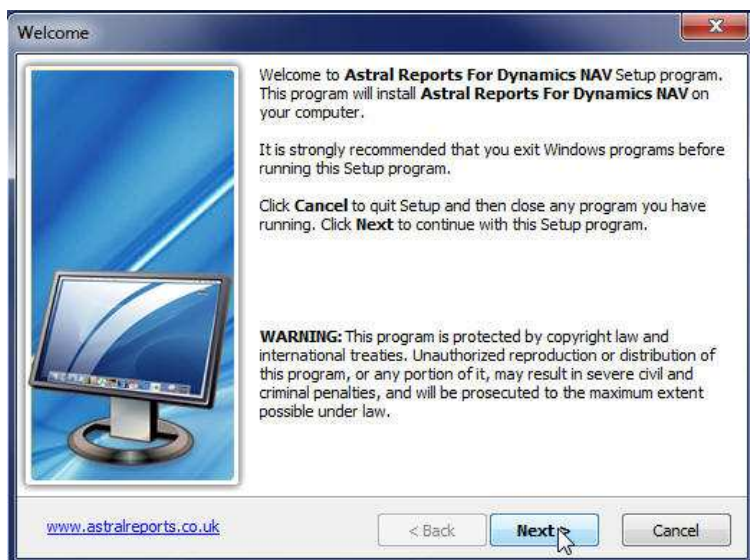 Welcome
Welcome to Astral Reports For Dynamics NAV Setup program.
This program will install Astral Reports For Dynamics NAV on
your computer.
It is strongly recommended that you exit Windows programs before
running this Setup program.
Click Cancel to quit Setup and then close any program you have
running. Click Next to continue with this Setup program.
WARNING: This program is protected by copyright law and
international treaties. Unauthorized reproduction or distribution of
this program, or any portion of it, may result in severe civil and
criminal penalties, and will be prosecuted to the maximum extent
possible under law.
www.astralreports.co.uk
< Back
Next >
Cancel